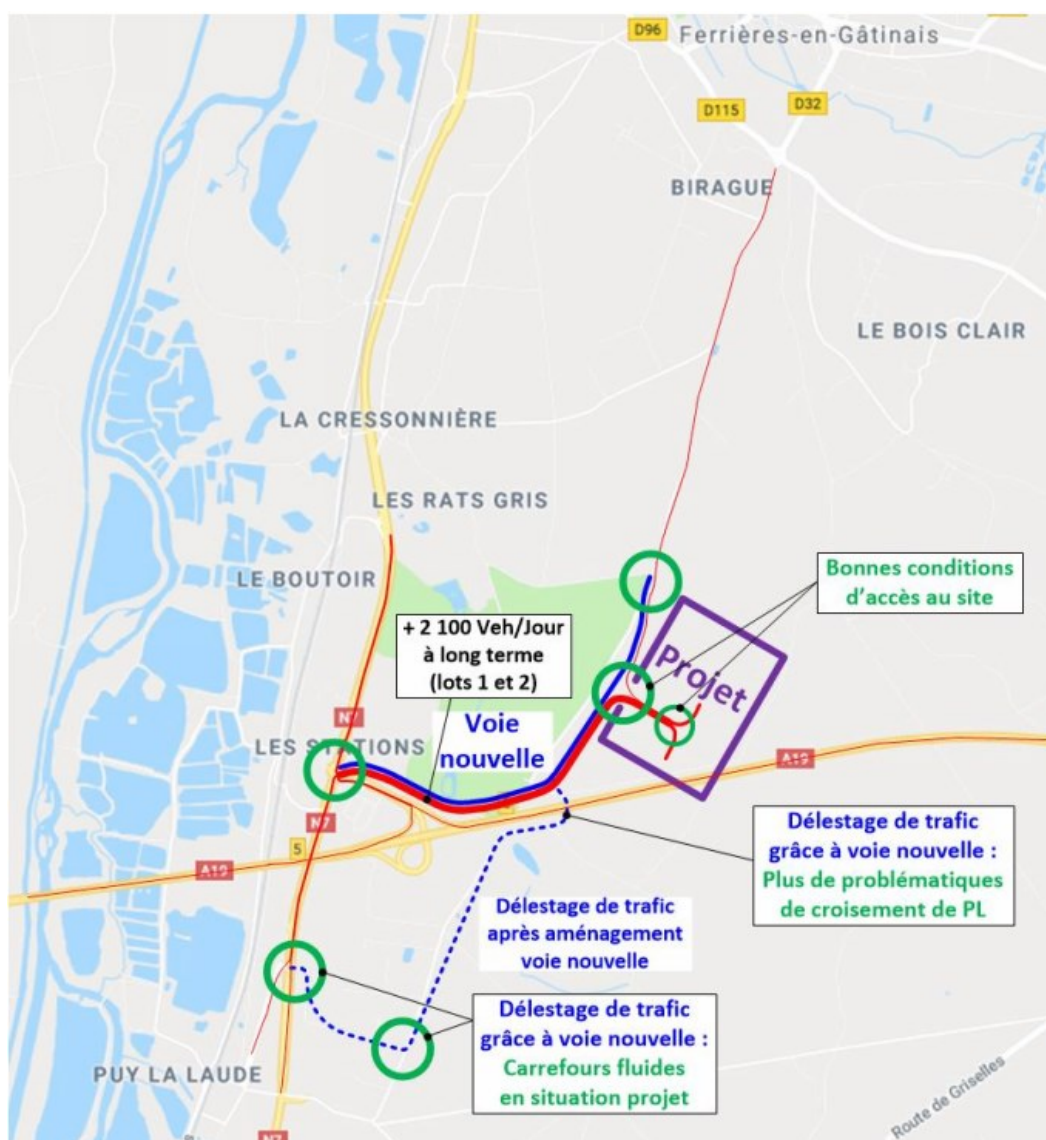 D96
Ferrières-en-Gâtinais
D115
D32
BIRAGUE
LE BOIS CLAIR
LA CRESSONNIÈRE
LES RATS GRIS
LE BOUTOIR
Bonnes conditions
d'accès au site
+ 2 100 Veh/Jour
à long terme
(lots 1 et 2)
Projet
N7
Voie
nouvelle
LES STATIONS
A19
N7
5
A19
Délestage de trafic
grâce à voie nouvelle :
Plus de problématiques
de croisement de PL
Délestage de trafic
après aménagement
voie nouvelle
Délestage de trafic
grâce à voie nouvelle :
Carrefours fluides
en situation projet
PUY LA LAUDE
Route de Griselles
N7